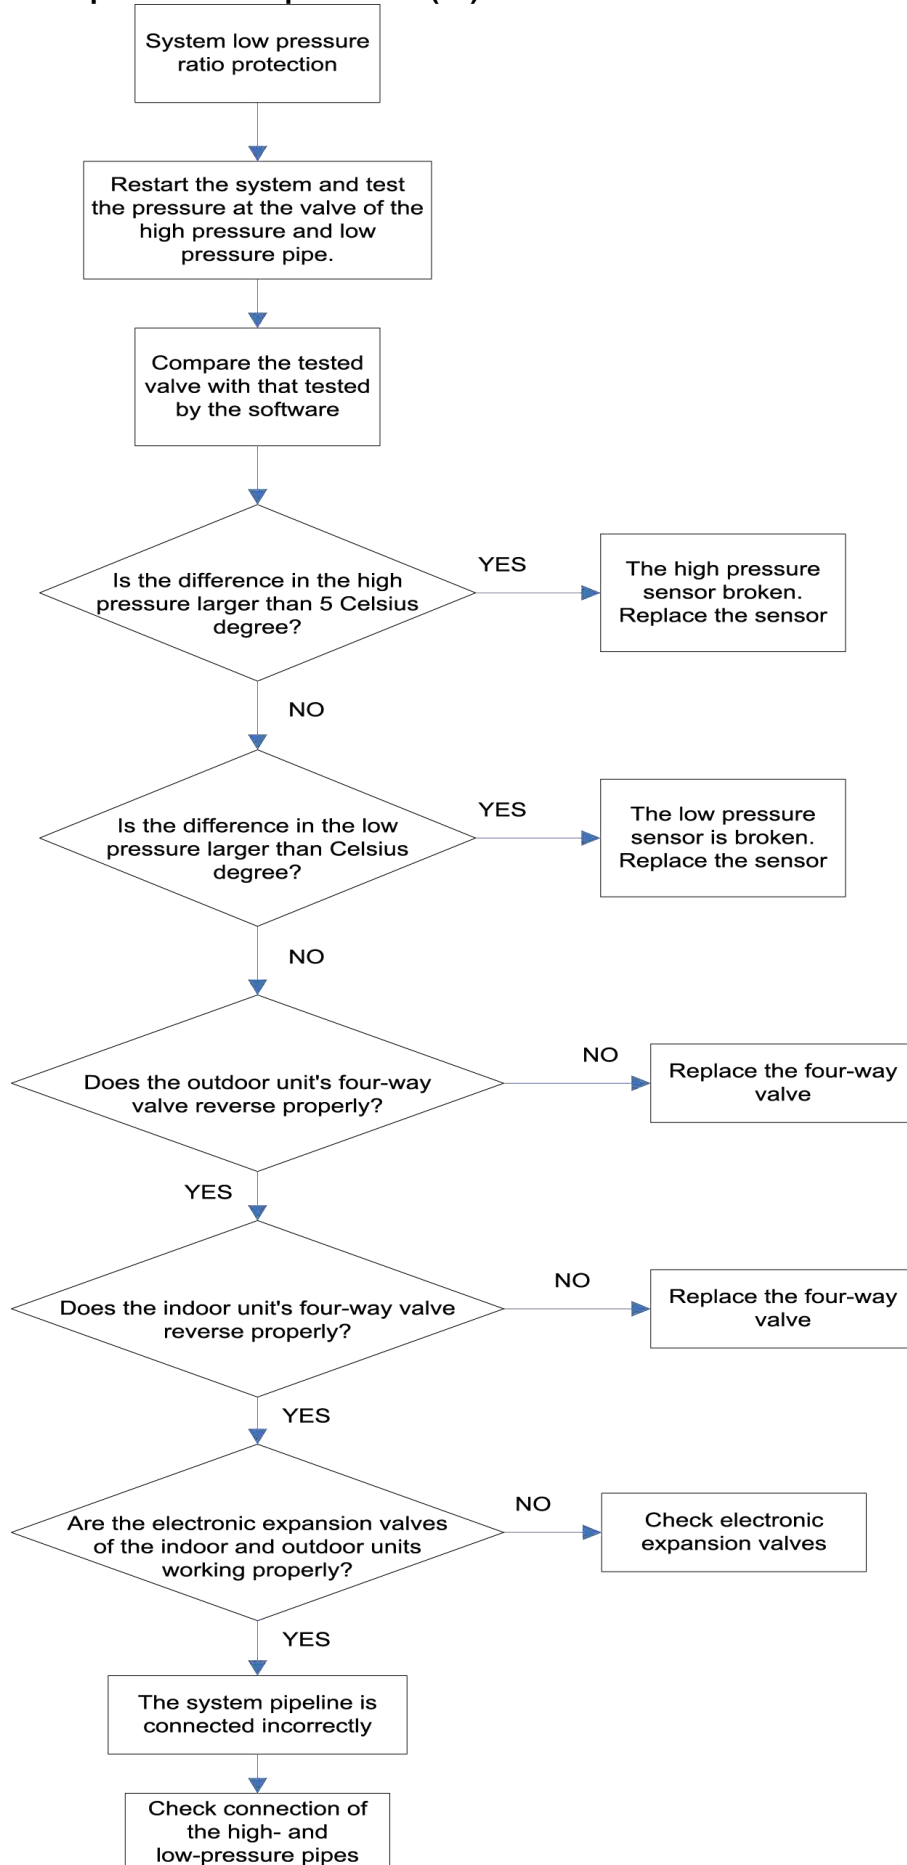 System low pressure
ratio protection
Restart the system and test
the pressure at the valve of the
high pressure and low
pressure pipe.
Compare the tested
valve with that tested
by the software
Is the difference in the high
pressure larger than 5 Celsius
degree?
YES
The high pressure
sensor broken.
Replace the sensor
NO
Is the difference in the low
pressure larger than Celsius
degree?
YES
The low pressure
sensor is broken.
Replace the sensor
NO
Does the outdoor unit's four-way
valve reverse properly?
NO
Replace the four-way
valve
YES
Does the indoor unit's four-way valve
reverse properly?
NO
Replace the four-way
valve
YES
Are the electronic expansion valves
of the indoor and outdoor units
working properly?
NO
Check electronic
expansion valves
YES
The system pipeline is
connected incorrectly
Check connection of
the high- and
low-pressure pipes